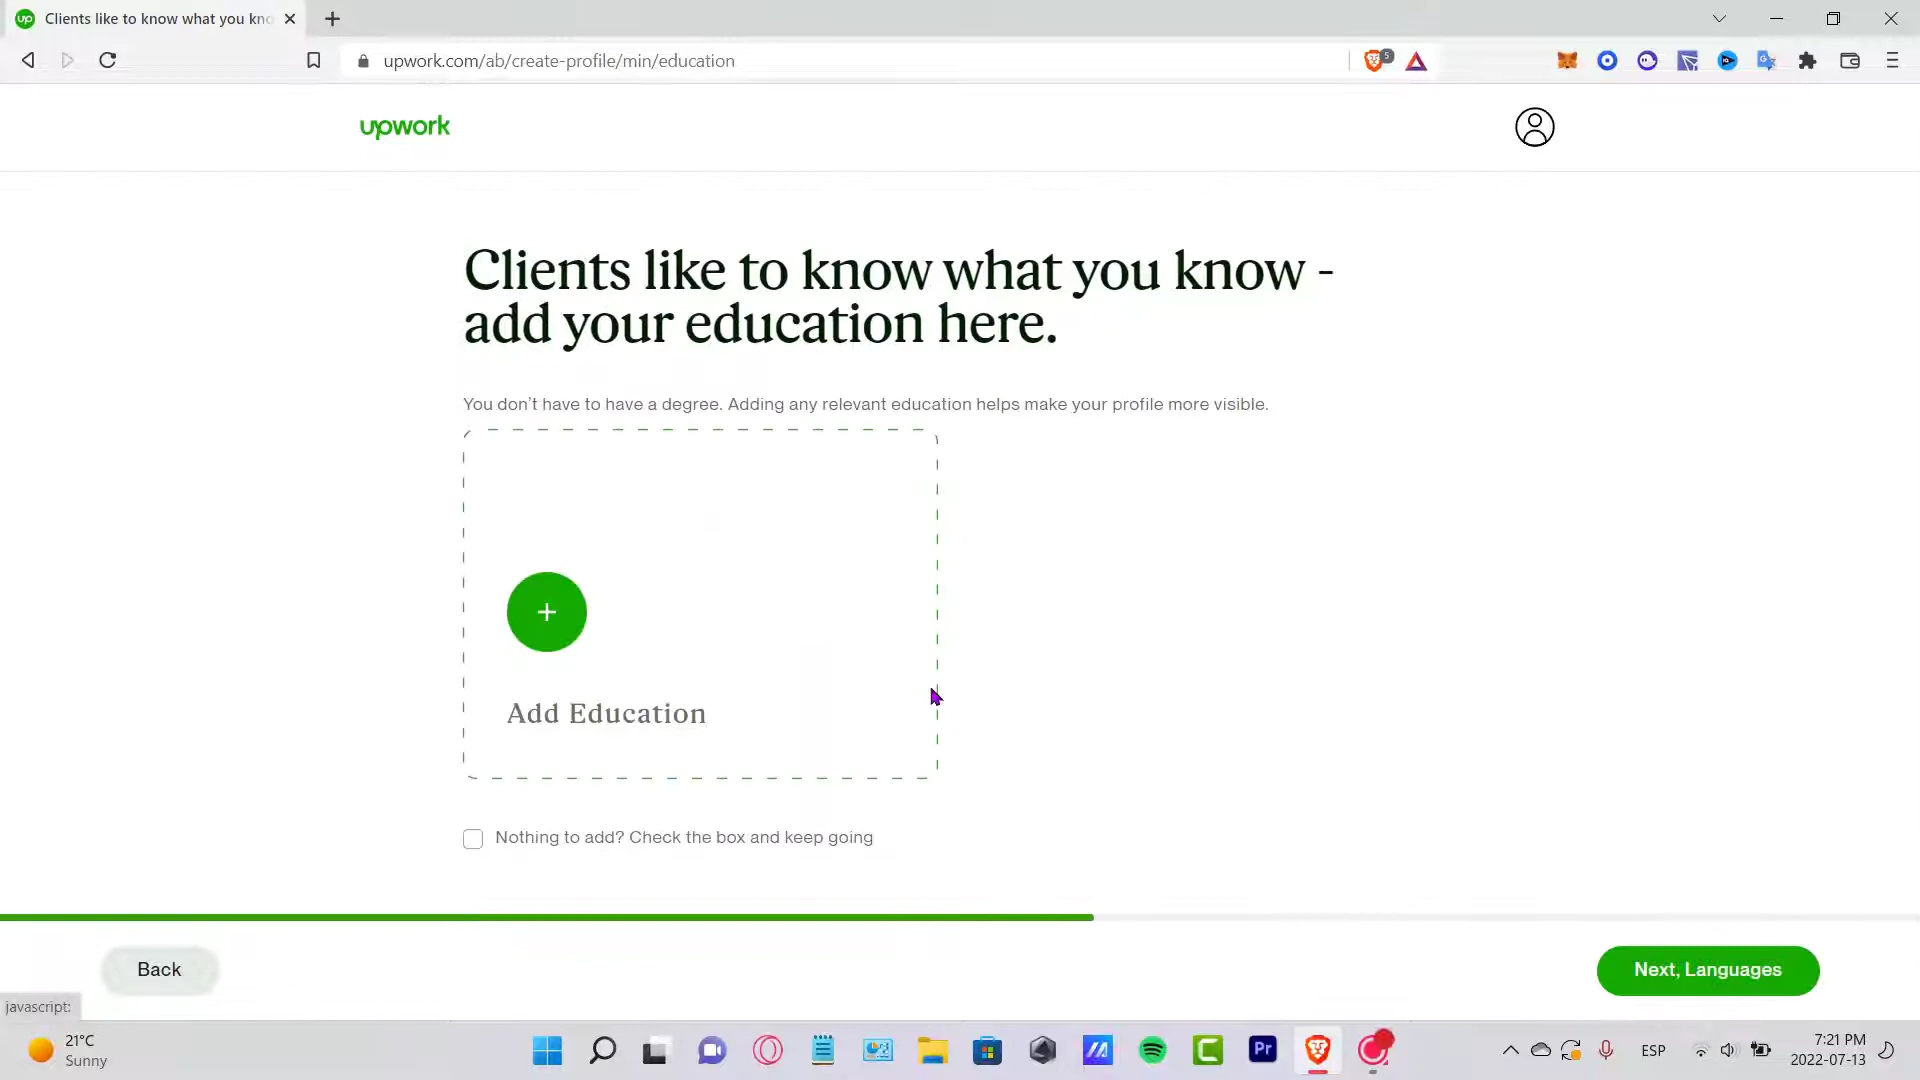 Clients like to know what you kno
upwork.com/ab/create-profile/min/education
5
upwork
Clients like to know what you know -
add your education here.
You don't have to have a degree. Adding any relevant education helps make your profile more visible.
Add Education
Nothing to add? Check the box and keep going
Back
Next, Languages
javascript:
21°C
Sunny
Pr
ESP
7:21 PM
2022-07-13